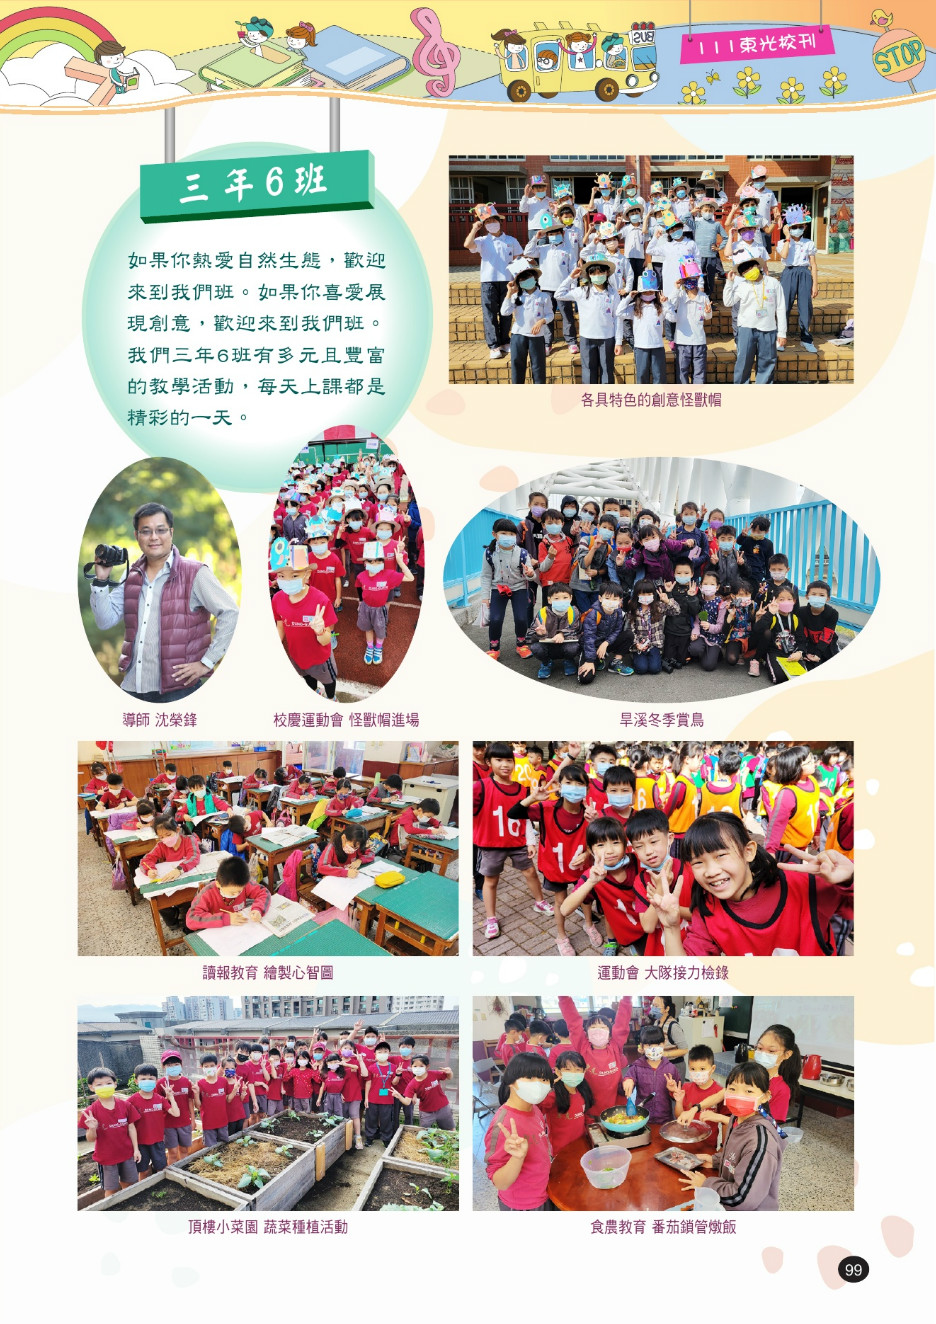 111東光校刊
STOP
BUS
三年6班
如果你熱愛自然生態，歡迎
來到我們班。如果你喜愛展
現創意，歡迎來到我們班。
我們三年6班有多元且豐富
的教學活動，每天上課都是
精彩的一天。
各具特色的創意怪獸帽
導師 沈榮鋒
校慶運動會 怪獸帽進場
旱溪冬季賞鳥
讀報教育 繪製心智圖
運動會 大隊接力檢錄
頂樓小菜園 蔬菜種植活動
食農教育 番茄鎖管燉飯
99